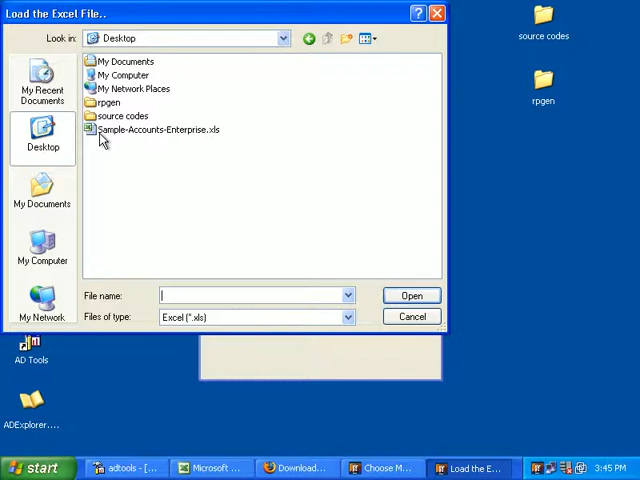 Load the Excel File..
Look in:
Desktop
My Recent
Documents
Desktop
My Documents
My Computer
My Network
My Documents
My Computer
My Network Places
rpgen
source codes
Sample-Accounts-Enterprise.xls
File name:
Open
Files of type:
Excel (*.xls)
Cancel
source codes
rpgen
AD Tools
ADExplorer....
start
adtools - [...
Microsoft ...
Download...
Choose M...
Load the E...
3:45 PM